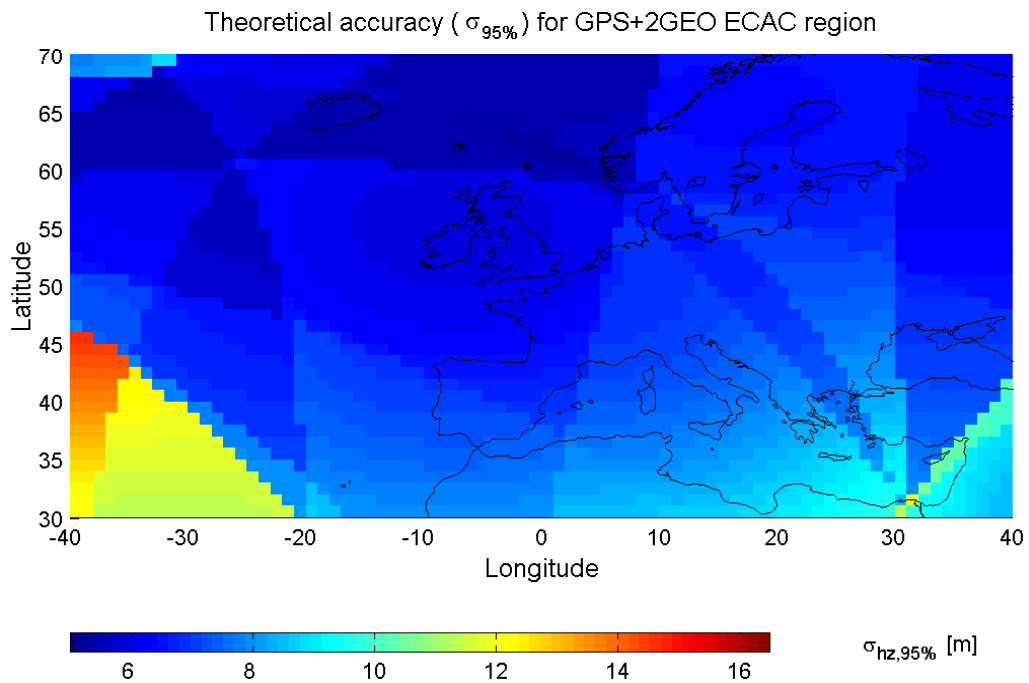 Theoretical accuracy ( σ95%) for GPS+2GEO ECAC region
70
65
60
55
50
45
40
35
30
Latitude
-40 -30 -20 -10 0 10 20 30 40
Longitude
6 8 10 12 14 16
σhz,95% [m]